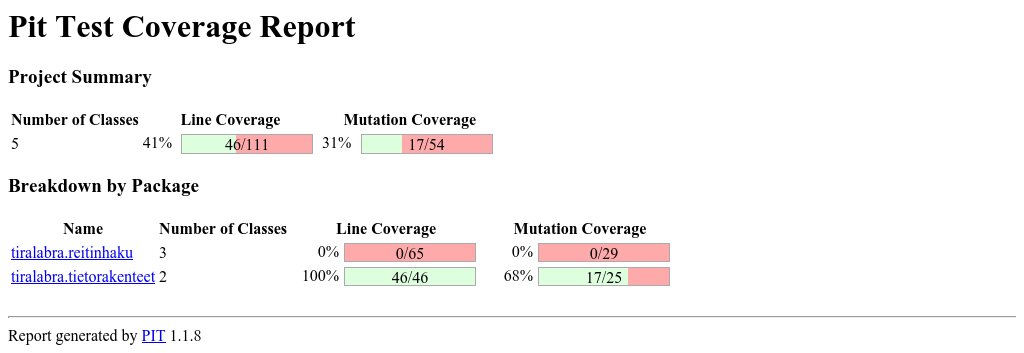 Pit Test Coverage Report
Project Summary
Number of Classes Line Coverage Mutation Coverage
5 41% 46/111 31% 17/54
Breakdown by Package
Name Number of Classes Line Coverage Mutation Coverage
tiralabra.reitinhaku 3 0% 0/65 0% 0/29
tiralabra.tietorakenteet 2 100% 46/46 68% 17/25
Report generated by PIT 1.1.8